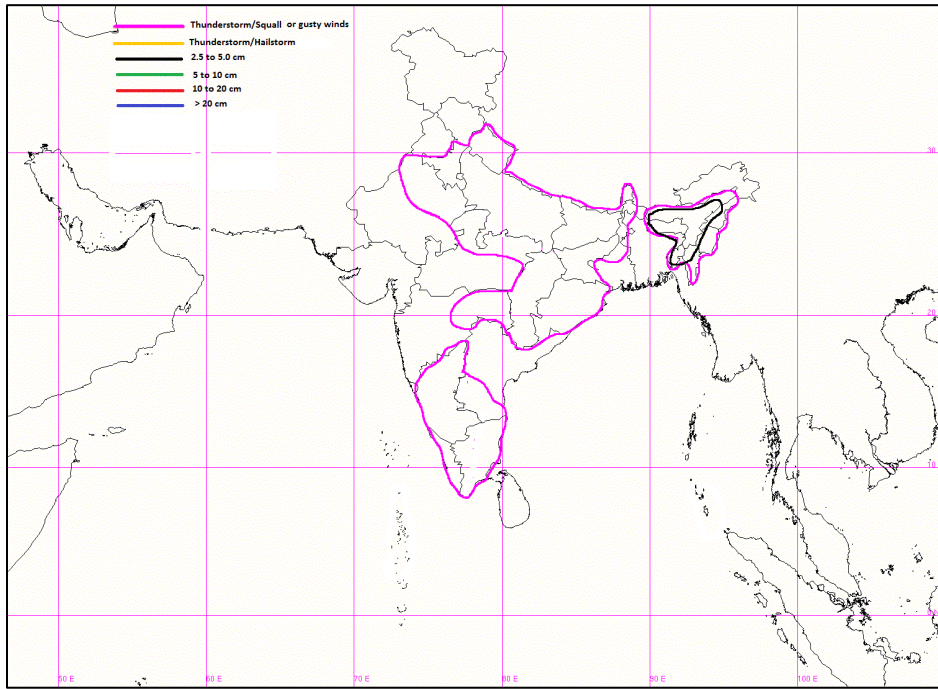 Thunderstorm/Squall or gusty winds
Thunderstorm/Hailstorm
2.5 to 5.0 cm
5 to 10 cm
10 to 20 cm
> 20 cm
30
20
10
50 E
60 E
70 E
80 E
90 E
100 E